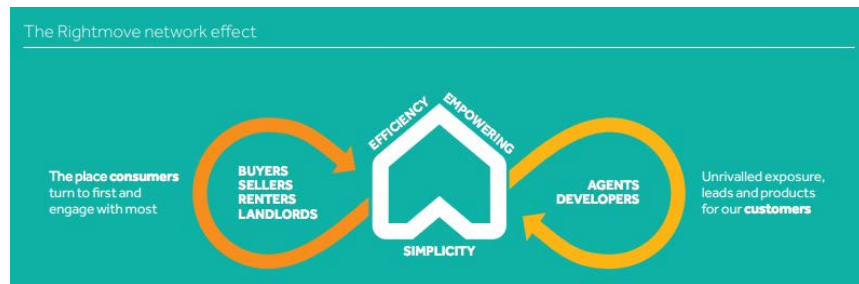 The Rightmove network effect
The place consumers
turn to first and
engage with most
BUYERS
SELLERS
RENTERS
LANDLORDS
EFFICIENCY
EMPOWERING
SIMPLICITY
AGENTS
DEVELOPERS
Unrivalled exposure,
leads and products
for our customers